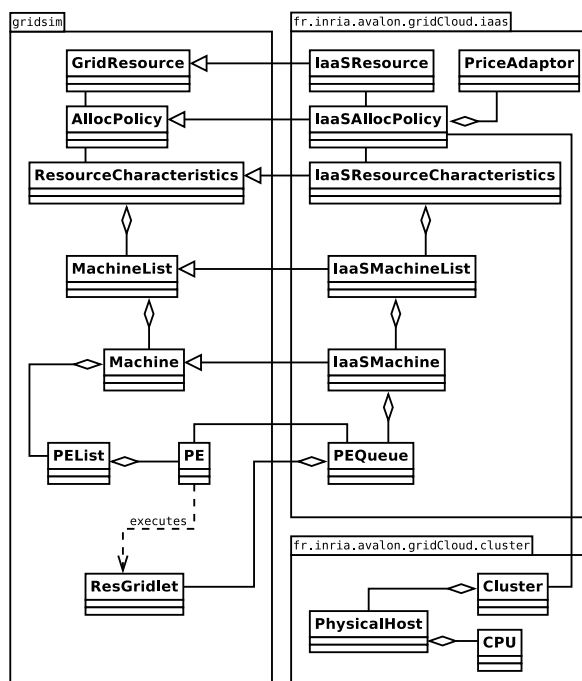 gridsim
fr.inria.avalon.gridCloud.iaas
GridResource
IaaSResource
PriceAdaptor
AllocPolicy
IaaSAllocPolicy
ResourceCharacteristics
IaaSResourceCharacteristics
MachineList
IaaSMachineList
Machine
IaaSMachine
PEList
PE
PEQueue
executes
fr.inria.avalon.gridCloud.cluster
ResGridlet
Cluster
PhysicalHost
CPU